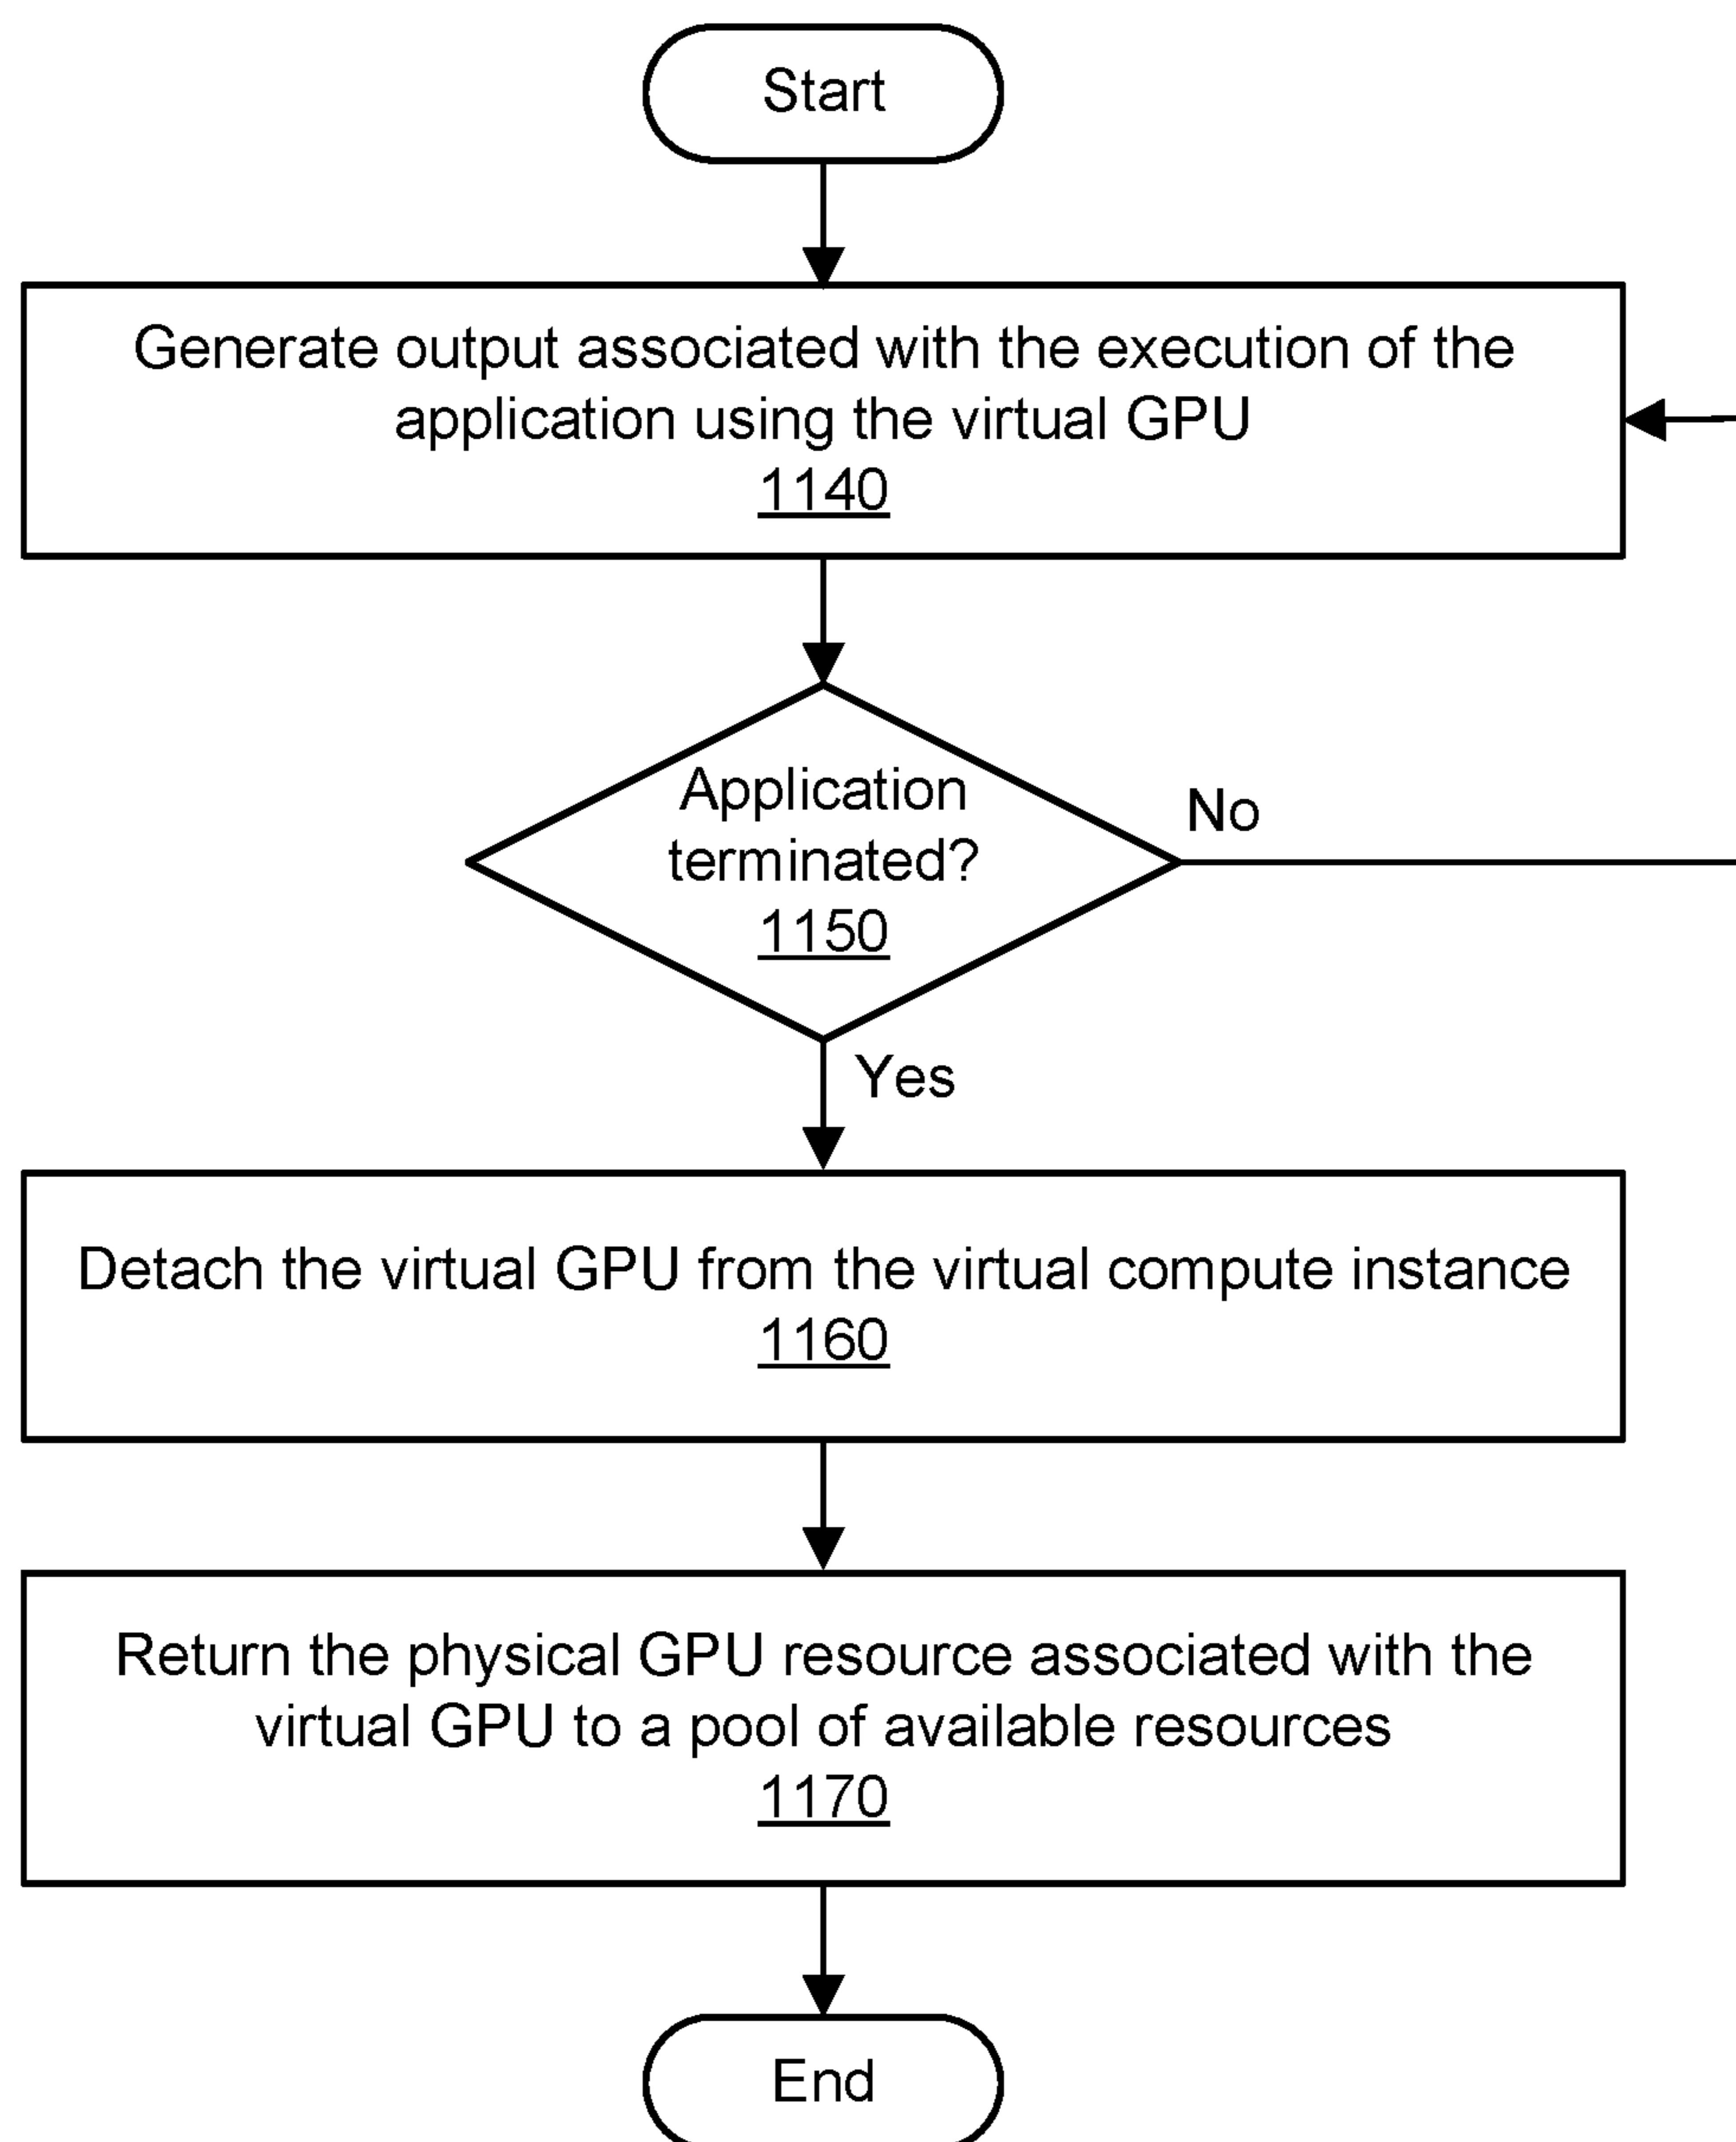 Start
Generate output associated with the execution of the
application using the virtual GPU
1140
Application
terminated?
1150
No
Yes
Detach the virtual GPU from the virtual compute instance
1160
Return the physical GPU resource associated with the
virtual GPU to a pool of available resources
1170
End